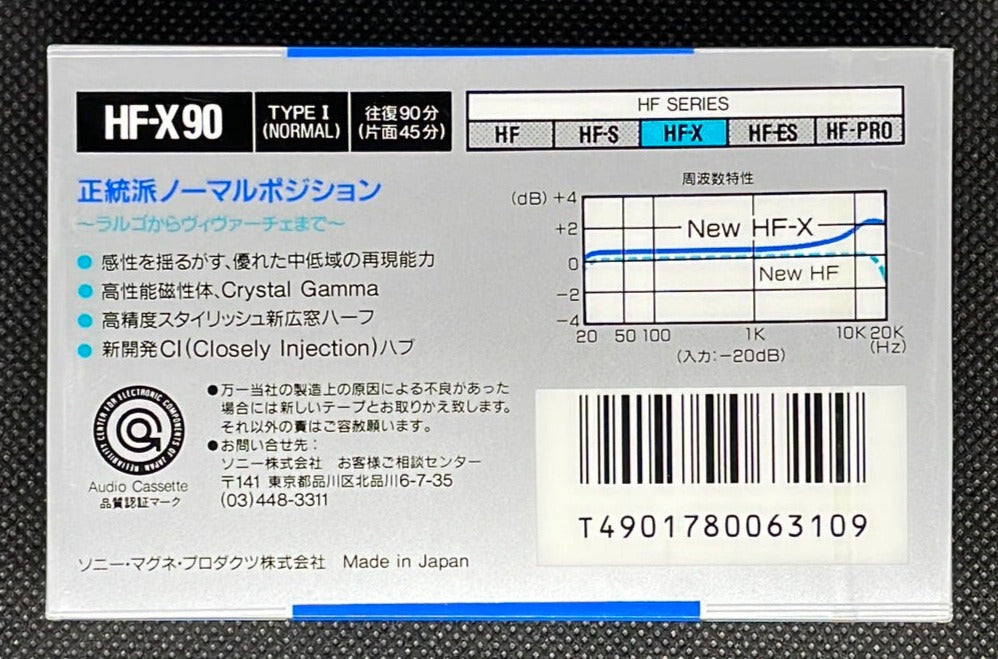 HF-X90
TYPE I
(NORMAL)
往復90分
(片面45分)
HF SERIES
HF HF-S HF-X HF-ES HF-PRO
正統派ノーマルポジション
〜ラルゴからヴィヴァーチェまで〜
● 感性を揺るがす、優れた中低域の再現能力
● 高性能磁性体、Crystal Gamma
● 高精度スタイリッシュ新広窓ハーフ
● 新開発CI(Closely Injection)ハブ
周波数特性
(dB) +4
+2
0
−2
−4
New HF-X
New HF
20 50 100 1K 10K 20K
(Hz)
(入力:−20dB)
RELIABILITY CENTER FOR ELECTRONIC COMPONENTS OF JAPAN
Audio Cassette
品質認証マーク
●万一当社の製造上の原因による不良があった
場合には新しいテープとお取りかえ致します。
それ以外の責はご容赦願います。
●お問い合せ先:
ソニー株式会社 お客様ご相談センター
〒141 東京都品川区北品川6-7-35
(03)448-3311
T4901780063109
ソニー・マグネ・プロダクツ株式会社 Made in Japan